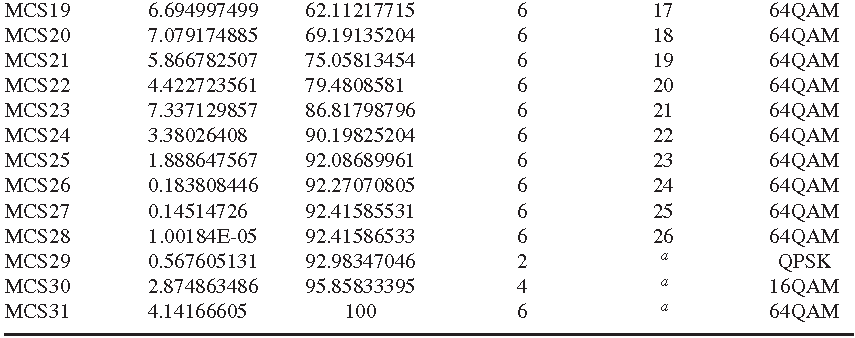 MCS19 6.694997499 62.11217715 6 17 64QAM
MCS20 7.079174885 69.19135204 6 18 64QAM
MCS21 5.866782507 75.05813454 6 19 64QAM
MCS22 4.422723561 79.4808581 6 20 64QAM
MCS23 7.337129857 86.81798796 6 21 64QAM
MCS24 3.38026408 90.19825204 6 22 64QAM
MCS25 1.888647567 92.08689961 6 23 64QAM
MCS26 0.183808446 92.27070805 6 24 64QAM
MCS27 0.14514726 92.41585531 6 25 64QAM
MCS28 1.00184E-05 92.41586533 6 26 64QAM
MCS29 0.567605131 92.98347046 2 a QPSK
MCS30 2.874863486 95.85833395 4 a 16QAM
MCS31 4.14166605 100 6 a 64QAM